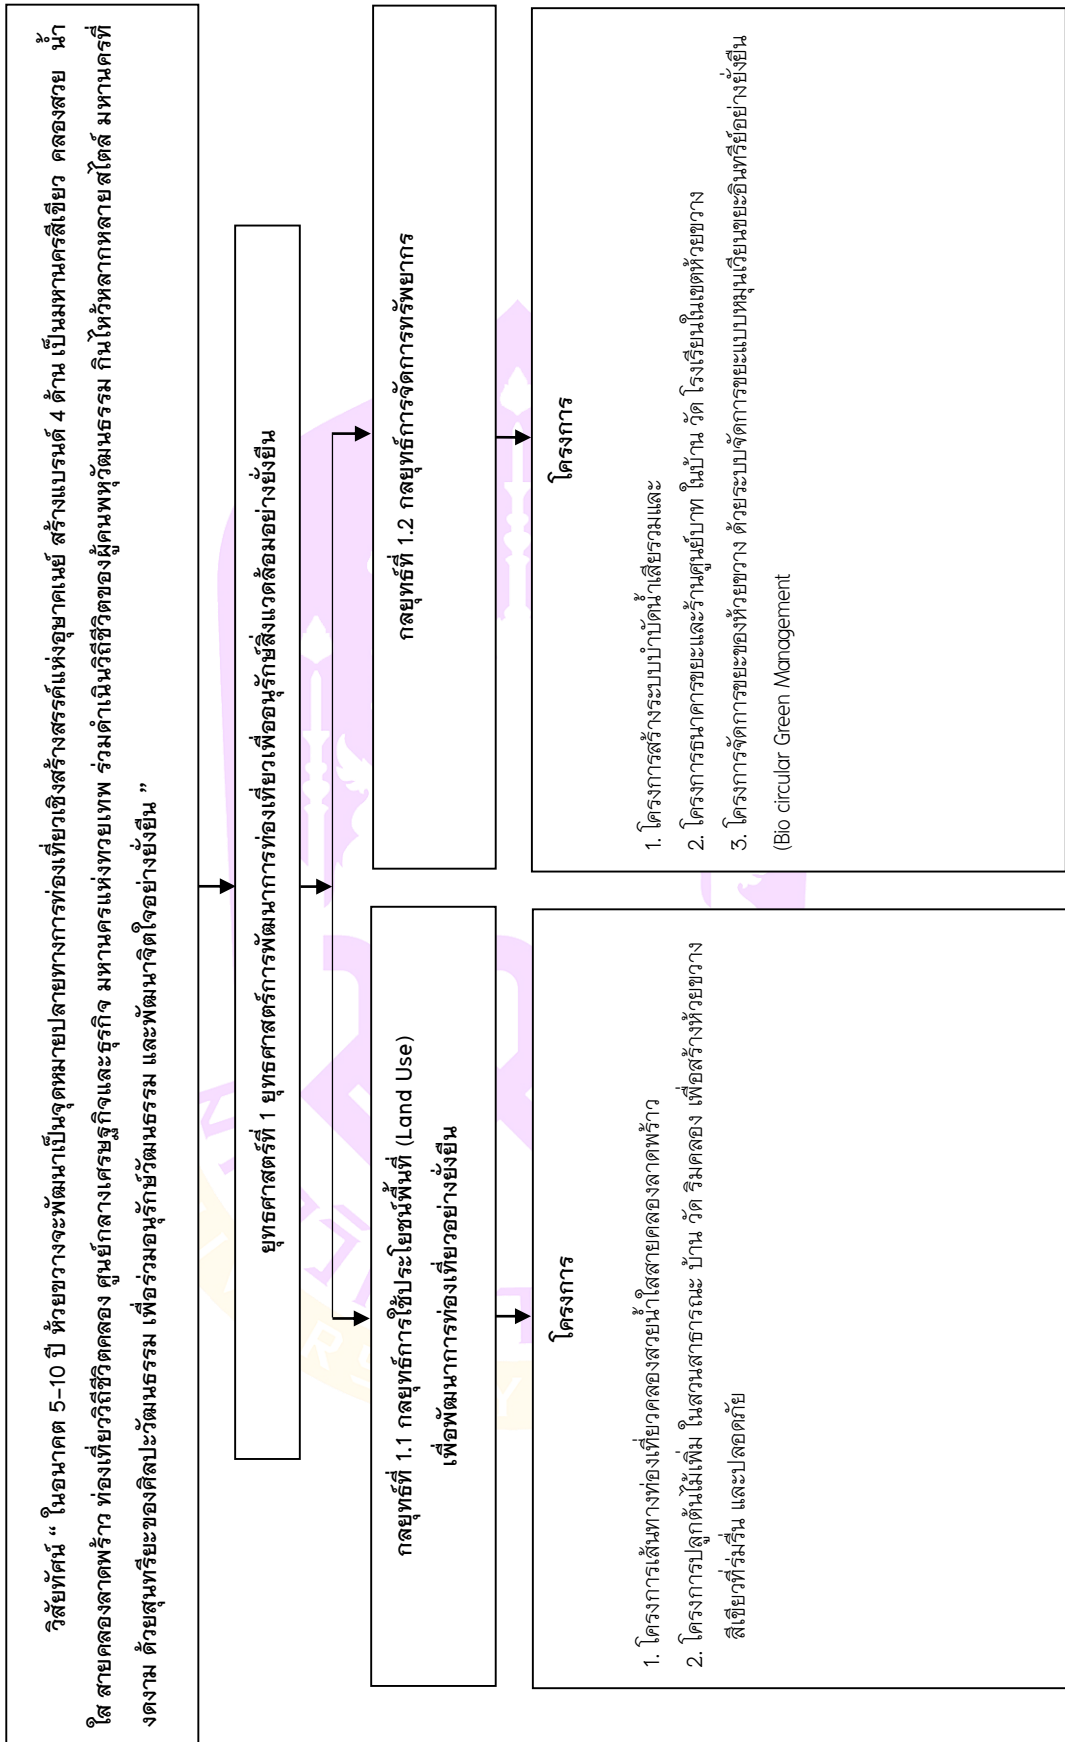 วิสัยทัศน์ “ ในอนาคต 5–10 ปี ห้วยขวางจะพัฒนาเป็นจุดหมายปลายทางการท่องเที่ยวเชิงสร้างสรรค์แห่งอุษาคเนย์ สร้างแบรนด์ 4 ด้าน เป็นมหานครสีเขียว คลองสวย น้ำ
ใส สายคลองลาดพร้าว ท่องเที่ยววิถีชีวิตคลอง ศูนย์กลางเศรษฐกิจและธุรกิจ มหานครแห่งทวยเทพ ร่วมดำเนินวิถีชีวิตของผู้คนพหุวัฒนธรรม กินไหว้หลากหลายสไตล์ มหานครที่
งดงาม ด้วยสุนทรียะของศิลปะวัฒนธรรม เพื่อร่วมอนุรักษ์วัฒนธรรม และพัฒนาจิตใจอย่างยั่งยืน ”
ยุทธศาสตร์ที่ 1 ยุทธศาสตร์การพัฒนาการท่องเที่ยวเพื่ออนุรักษ์สิ่งแวดล้อมอย่างยั่งยืน
กลยุทธ์ที่ 1.1 กลยุทธ์การใช้ประโยชน์พื้นที่ (Land Use)
เพื่อพัฒนาการท่องเที่ยวอย่างยั่งยืน
โครงการ
1. โครงการเส้นทางท่องเที่ยวคลองสวยน้ำใสสายคลองลาดพร้าว
2. โครงการปลูกต้นไม้เพิ่ม ในสวนสาธารณะ บ้าน วัด ริมคลอง เพื่อสร้างห้วยขวาง
สีเขียวที่ร่มรื่น และปลอดภัย
กลยุทธ์ที่ 1.2 กลยุทธ์การจัดการทรัพยากร
โครงการ
1. โครงการสร้างระบบบำบัดน้ำเสียรวมและ
2. โครงการธนาคารขยะและร้านศูนย์บาท ในบ้าน วัด โรงเรียนในเขตห้วยขวาง
3. โครงการจัดการขยะของห้วยขวาง ด้วยระบบจัดการขยะแบบหมุนเวียนขยะอินทรีย์อย่างยั่งยืน
(Bio circular Green Management